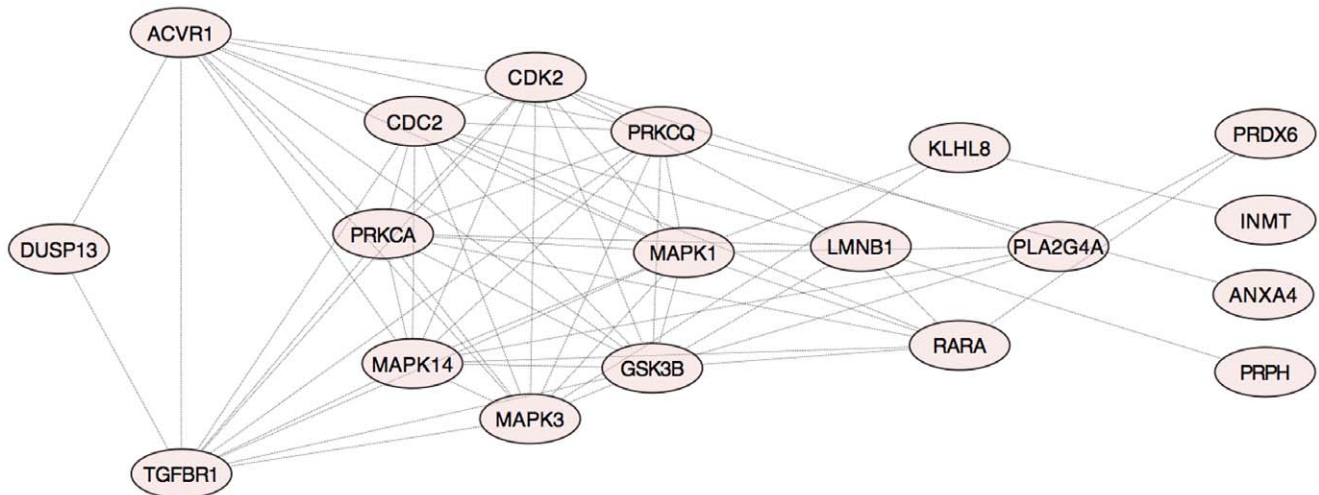 ACVR1
CDK2
CDC2
PRKCQ
PRDX6
KLHL8
INMT
PRKCA
DUSP13
MAPK1
LMNB1
PLA2G4A
ANXA4
RARA
MAPK14
GSK3B
PRPH
MAPK3
TGFBR1